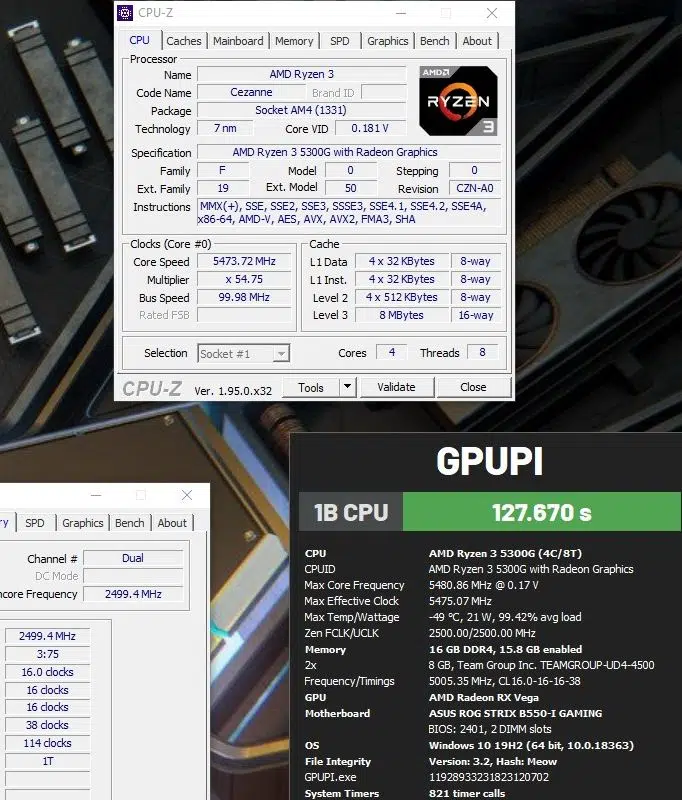 CPU-Z
CPU Caches Mainboard Memory SPD Graphics Bench About
Processor
Name AMD Ryzen 3
Code Name Cezanne Brand ID
Package Socket AM4 (1331)
Technology 7 nm Core VID 0.181 V
AMD
RYZEN
3
Specification AMD Ryzen 3 5300G with Radeon Graphics
Family F Model 0 Stepping 0
Ext. Family 19 Ext. Model 50 Revision CZN-A0
Instructions MMX(+), SSE, SSE2, SSE3, SSSE3, SSE4.1, SSE4.2, SSE4A,
x86-64, AMD-V, AES, AVX, AVX2, FMA3, SHA
Clocks (Core #0) Cache
Core Speed 5473.72 MHz L1 Data 4 x 32 KBytes 8-way
Multiplier x 54.75 L1 Inst. 4 x 32 KBytes 8-way
Bus Speed 99.98 MHz Level 2 4 x 512 KBytes 8-way
Rated FSB Level 3 8 MBytes 16-way
Selection Socket #1 Cores 4 Threads 8
CPU-Z Ver. 1.95.0.x32 Tools Validate Close
ry SPD Graphics Bench About
Channel # Dual
DC Mode
ncore Frequency 2499.4 MHz
2499.4 MHz
3:75
16.0 clocks
16 clocks
16 clocks
38 clocks
114 clocks
1T
GPUPI
1B CPU 127.670 s
CPU AMD Ryzen 3 5300G (4C/8T)
CPUID AMD Ryzen 3 5300G with Radeon Graphics
Max Core Frequency 5480.86 MHz @ 0.17 V
Max Effective Clock 5475.07 MHz
Max Temp/Wattage -49 °C, 21 W, 99.42% avg load
Zen FCLK/UCLK 2500.00/2500.00 MHz
Memory 16 GB DDR4, 15.8 GB enabled
2x 8 GB, Team Group Inc. TEAMGROUP-UD4-4500
Frequency/Timings 5005.35 MHz, CL16.0-16-16-38
GPU AMD Radeon RX Vega
Motherboard ASUS ROG STRIX B550-I GAMING
BIOS: 2401, 2 DIMM slots
OS Windows 10 19H2 (64 bit, 10.0.18363)
File Integrity Version: 3.2, Hash: Meow
GPUPI.exe 11928933231823120702
System Timers 821 timer calls